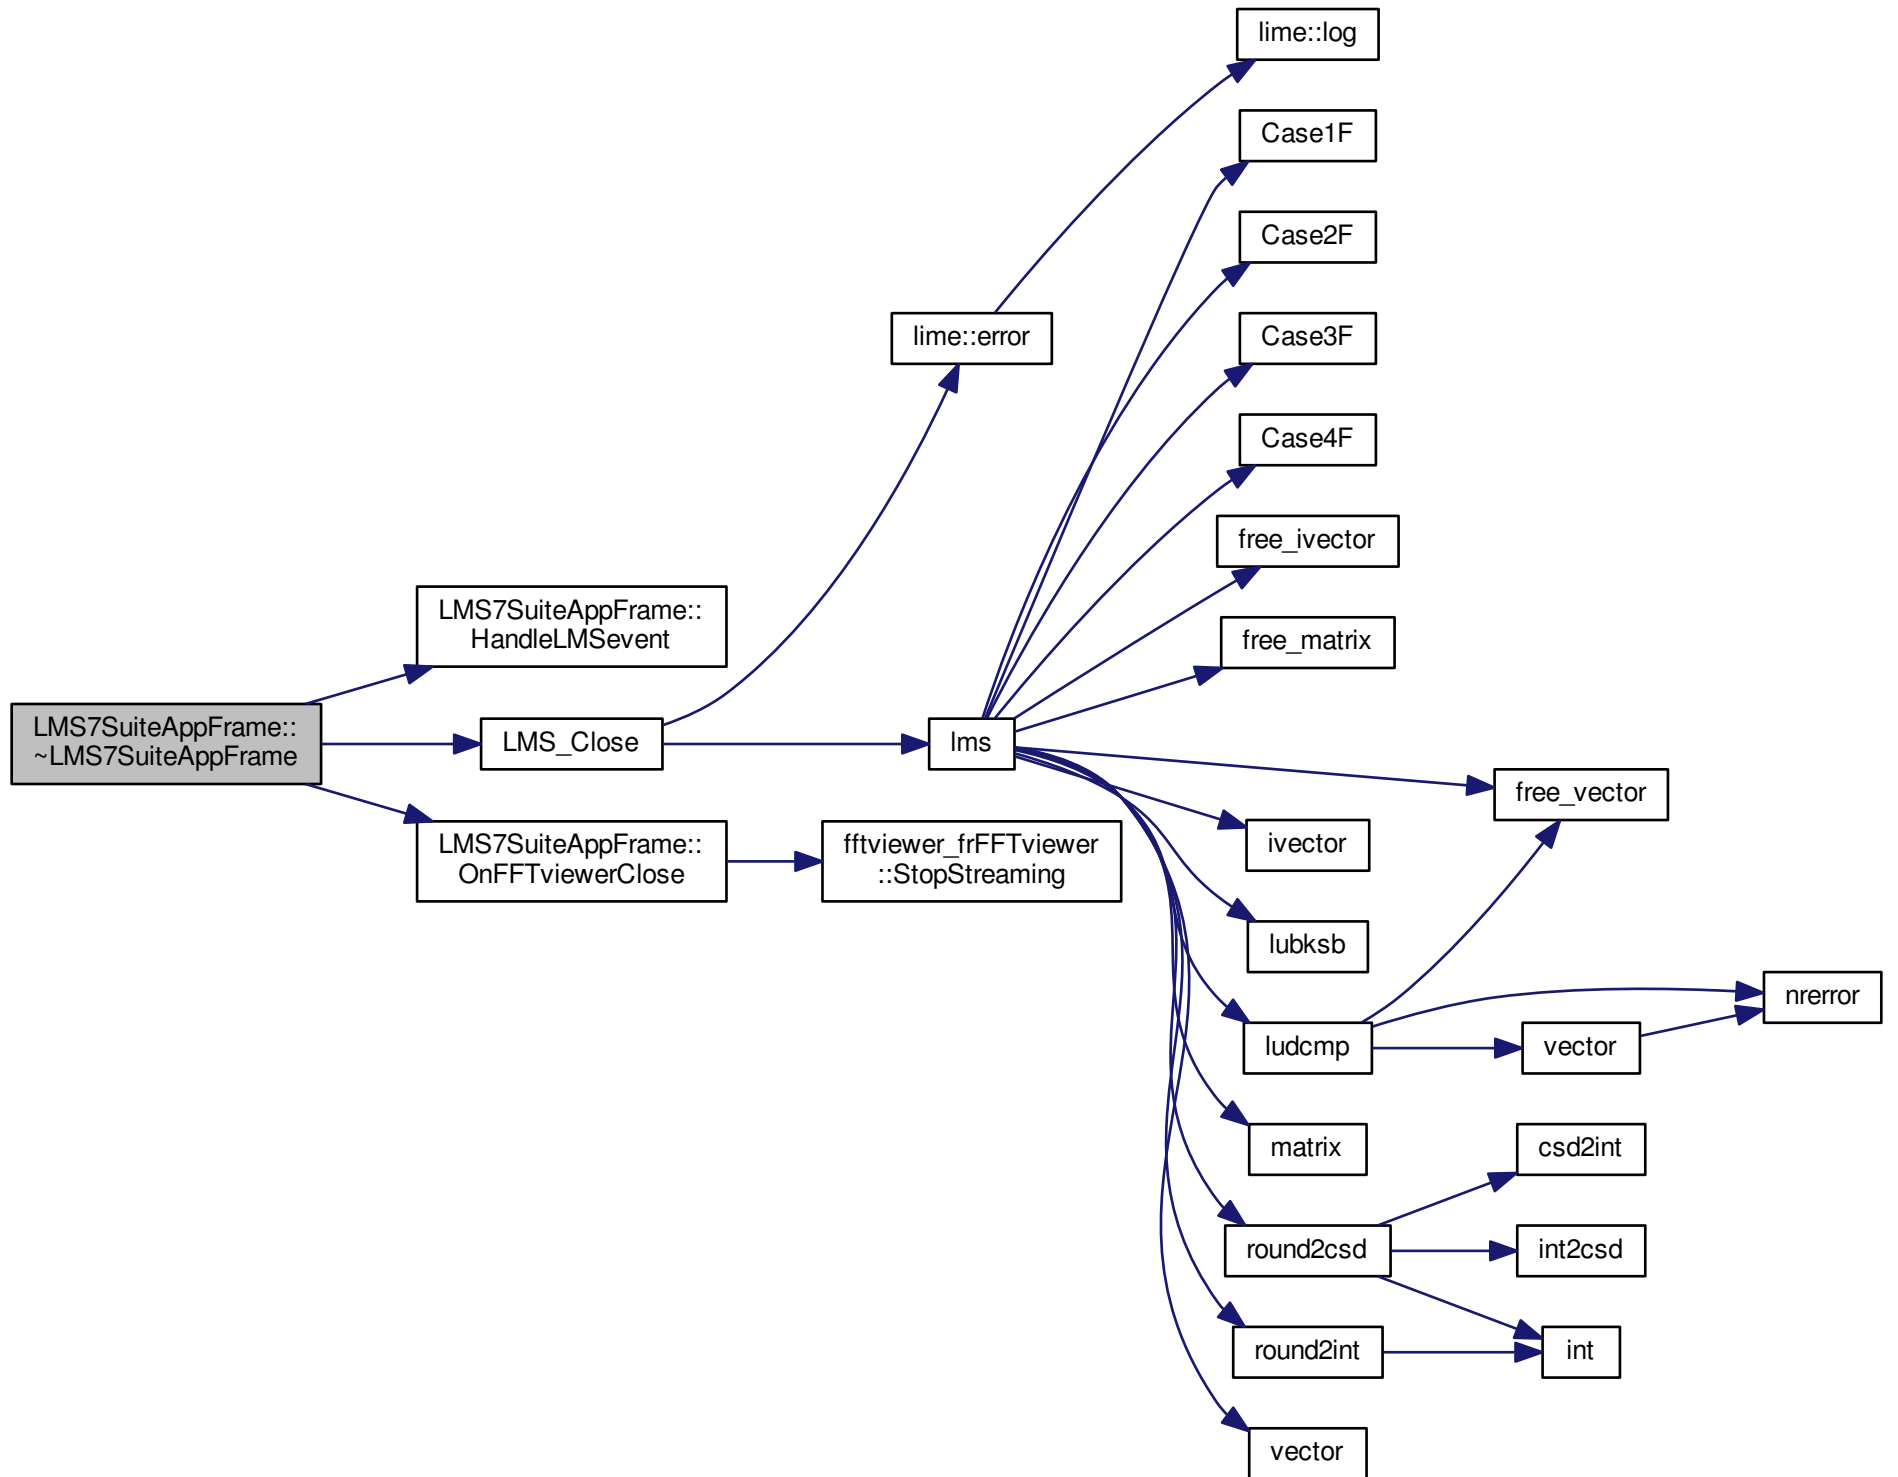 lime::log
Case1F
Case2F
lime::error
Case3F
Case4F
free_ivector
LMS7SuiteAppFrame::
HandleLMSevent
free_matrix
LMS7SuiteAppFrame::
~LMS7SuiteAppFrame
LMS_Close
lms
free_vector
LMS7SuiteAppFrame::
OnFFTviewerClose
fftviewer_frFFTviewer
::StopStreaming
ivector
lubksb
nrerror
ludcmp
vector
matrix
csd2int
round2csd
int2csd
round2int
int
vector